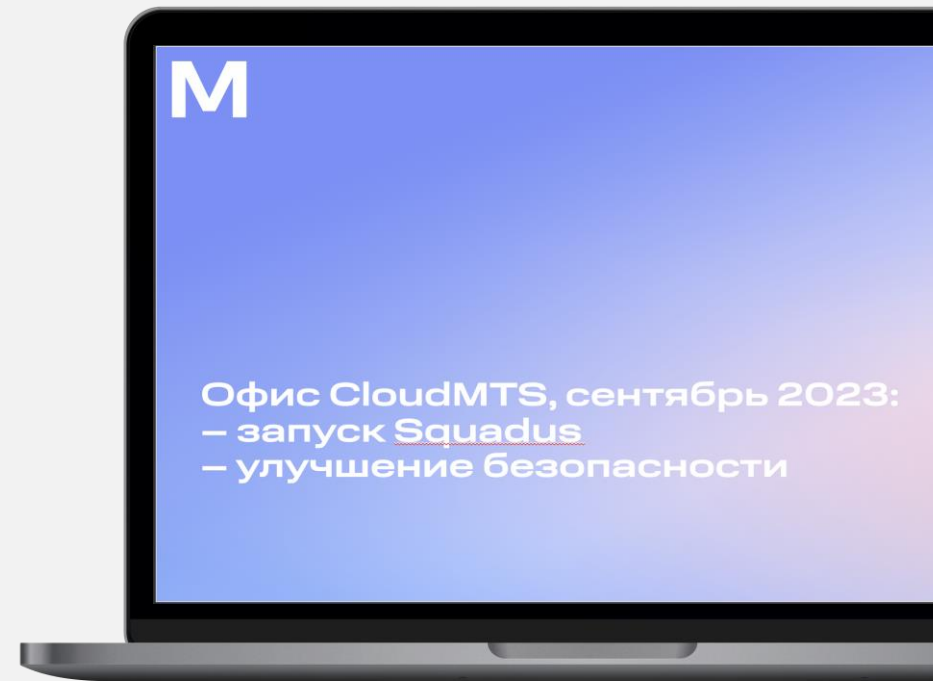 M
Офис CloudMTS, сентябрь 2023:
– запуск Squadus
– улучшение безопасности